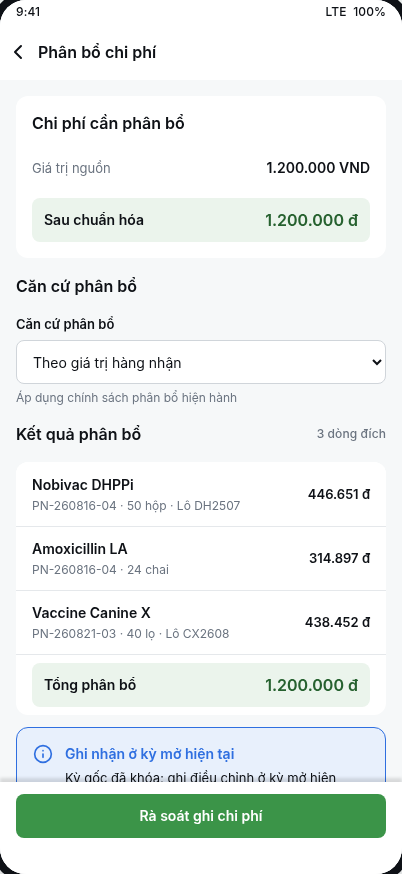 9:41
LTE 100%
Phân bổ chi phí
Chi phí cần phân bổ
Giá trị nguồn
1.200.000 VND
Sau chuẩn hóa
1.200.000 đ
Căn cứ phân bổ
Căn cứ phân bổ
Theo giá trị hàng nhận
Áp dụng chính sách phân bổ hiện hành
Kết quả phân bổ
3 dòng đích
Nobivac DHPPi
446.651 đ
PN-260816-04 · 50 hộp · Lô DH2507
Amoxicillin LA
314.897 đ
PN-260816-04 · 24 chai
Vaccine Canine X
438.452 đ
PN-260821-03 · 40 lọ · Lô CX2608
Tổng phân bổ
1.200.000 đ
Ghi nhận ở kỳ mở hiện tại
Kỳ gốc đã khóa; ghi điều chỉnh ở kỳ mở hiện
Rà soát ghi chi phí